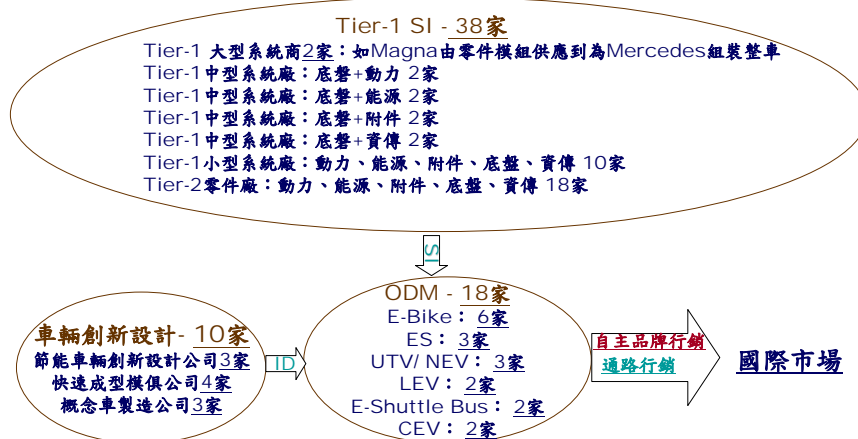 Tier-1 SI - 38家
Tier-1 大型系統商2家：如Magna由零件模組供應到為Mercedes組裝整車
Tier-1中型系統廠：底盤+動力 2家
Tier-1中型系統廠：底盤+能源 2家
Tier-1中型系統廠：底盤+附件 2家
Tier-1中型系統廠：底盤+資傳 2家
Tier-1小型系統廠：動力、能源、附件、底盤、資傳 10家
Tier-2零件廠：動力、能源、附件、底盤、資傳 18家
SI
車輛創新設計- 10家
節能車輛創新設計公司3家
快速成型模俱公司4家
概念車製造公司3家
ID
ODM - 18家
E-Bike： 6家
ES： 3家
UTV/ NEV： 3家
LEV： 2家
E-Shuttle Bus： 2家
CEV： 2家
自主品牌行銷
通路行銷
國際市場